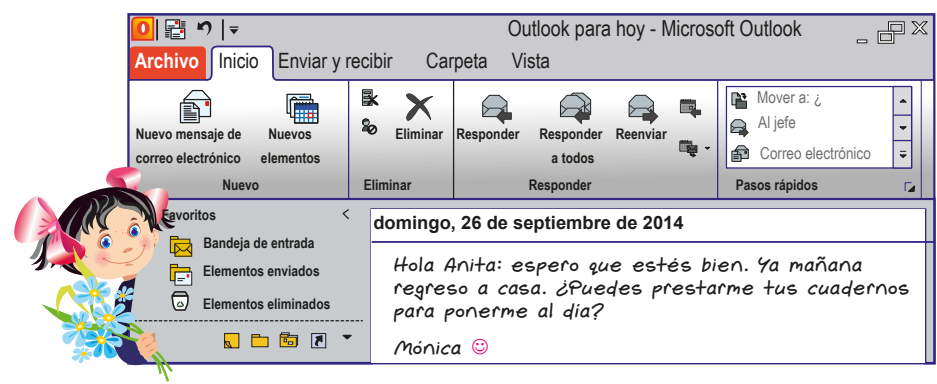 Outlook para hoy - Microsoft Outlook
Archivo Inicio Enviar y recibir Carpeta Vista
Nuevo mensaje de
correo electrónico
Nuevos
elementos
Nuevo
Eliminar
Eliminar
Responder
Responder
a todos
Reenviar
Responder
Mover a: ¿
Al jefe
Correo electrónico
Pasos rápidos
Favoritos
Bandeja de entrada
Elementos enviados
Elementos eliminados
domingo, 26 de septiembre de 2014
Hola Anita: espero que estés bien. Ya mañana
regreso a casa. ¿Puedes prestarme tus cuadernos
para ponerme al día?
Mónica ☺